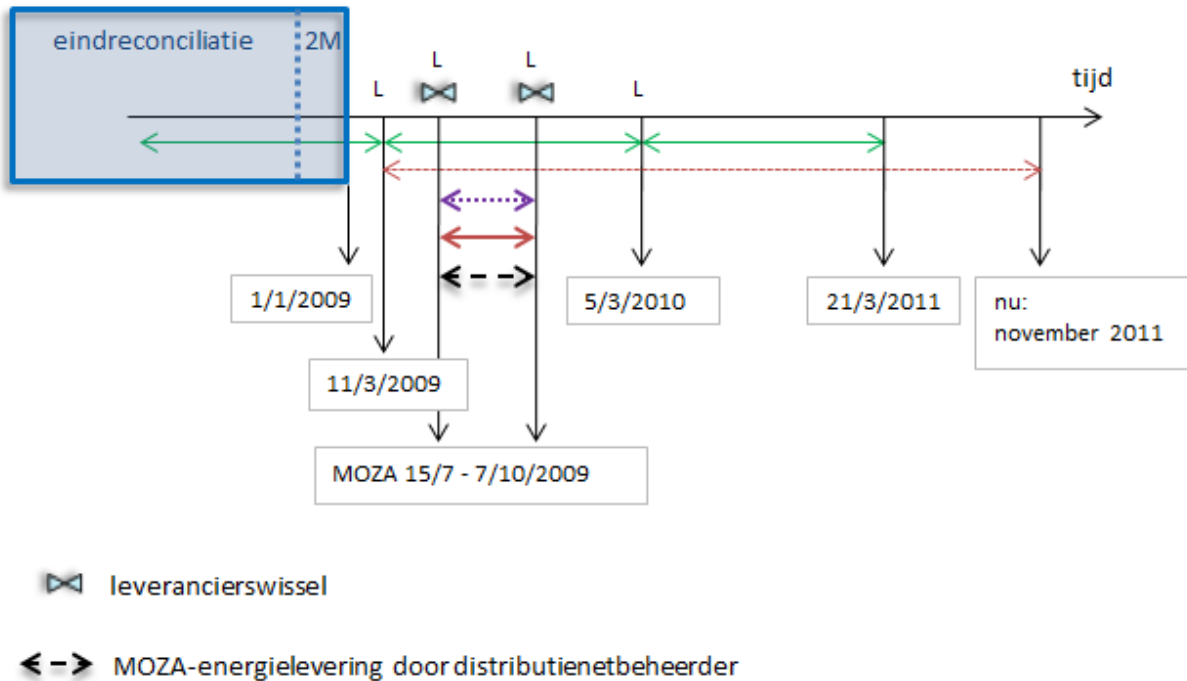 eindreconciliatie 2M
L L L L
tijd
1/1/2009
5/3/2010
21/3/2011
nu:
november 2011
11/3/2009
MOZA 15/7 - 7/10/2009
leverancierswissel
MOZA-energielevering door distributienetbeheerder